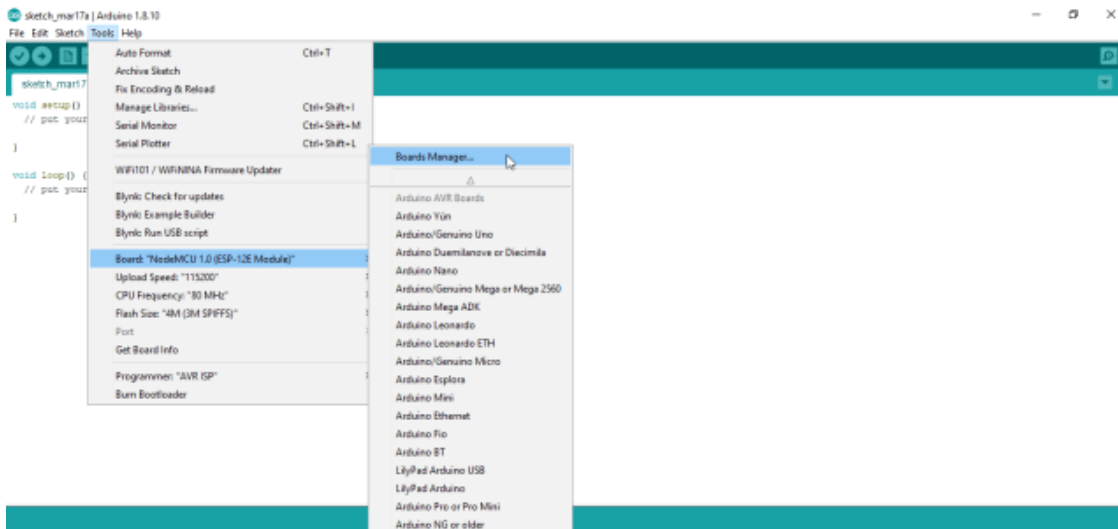 sketch_mar17a | Arduino 1.8.10
File Edit Sketch Tools Help
sketch_mar17
void setup() 
// put your
}
void loop() {
// put your
}
Auto Format Ctrl+T
Archive Sketch
Fix Encoding & Reload
Manage Libraries... Ctrl+Shift+I
Serial Monitor Ctrl+Shift+M
Serial Plotter Ctrl+Shift+L
WiFi101 / WiFiNINA Firmware Updater
Blynk: Check for updates
Blynk: Example Builder
Blynk: Run USB script
Board: "NodeMCU 1.0 (ESP-12E Module)"
Upload Speed: "115200"
CPU Frequency: "80 MHz"
Flash Size: "4M (3M SPIFFS)"
Port
Get Board Info
Programmer: "AVR ISP"
Burn Bootloader
Boards Manager...
Arduino AVR Boards
Arduino Yún
Arduino/Genuino Uno
Arduino Duemilanove or Diecimila
Arduino Nano
Arduino/Genuino Mega or Mega 2560
Arduino Mega ADK
Arduino Leonardo
Arduino Leonardo ETH
Arduino/Genuino Micro
Arduino Esplora
Arduino Mini
Arduino Ethernet
Arduino Fio
Arduino BT
LilyPad Arduino USB
LilyPad Arduino
Arduino Pro or Pro Mini
Arduino NG or older